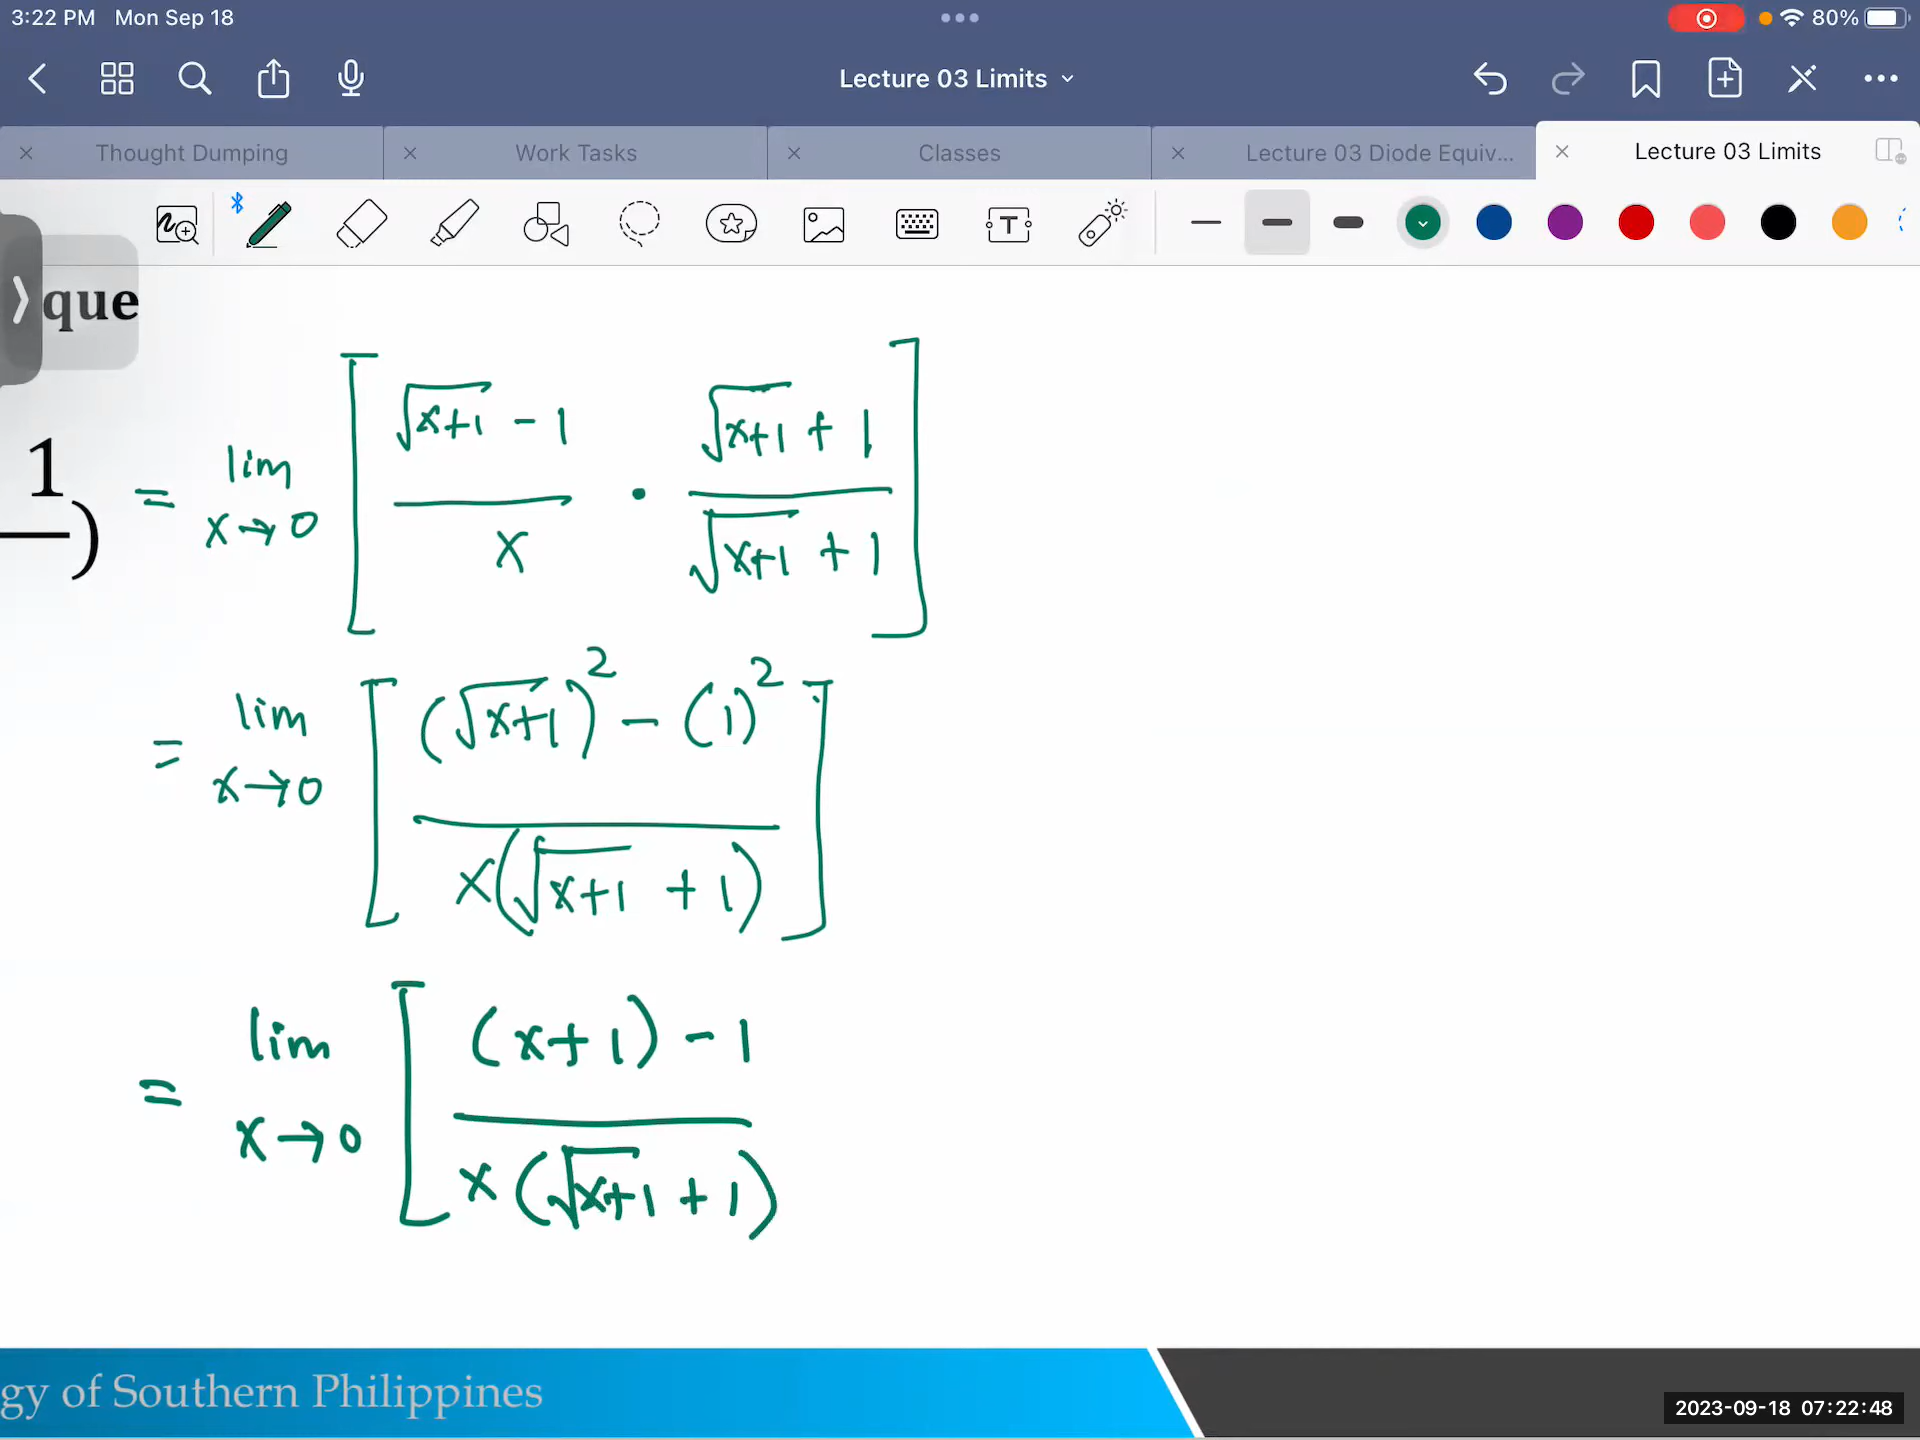 3:22 PM Mon Sep 18
80%
Lecture 03 Limits
Thought Dumping
Work Tasks
Classes
Lecture 03 Diode Equiv...
Lecture 03 Limits
que
1
)
= lim x→0 [ (√(x+1) - 1)/x · (√(x+1) + 1)/(√(x+1) + 1) ]
= lim x→0 [ ((√(x+1))² - (1)²)/(x(√(x+1) + 1)) ]
= lim x→0 [ ((x+1) - 1)/(x(√(x+1) + 1))
gy of Southern Philippines
2023-09-18 07:22:48